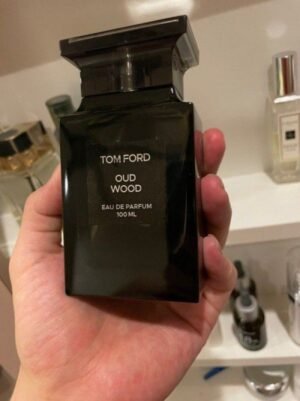 TOM FORD
OUD
WOOD
EAU DE PARFUM
100 ML